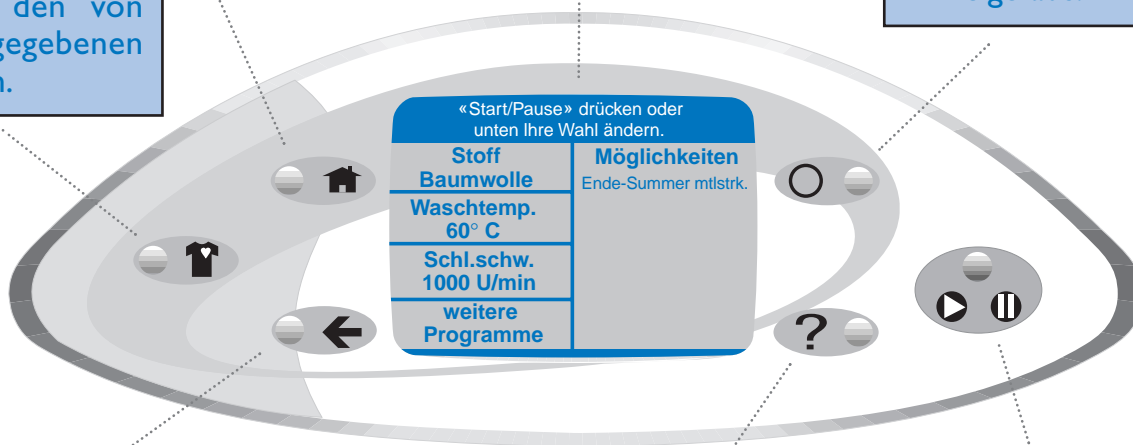 den von
gegebenen
«Start/Pause» drücken oder
unten Ihre Wahl ändern.
Stoff
Baumwolle
Waschtemp.
60° C
Schl.schw.
1000 U/min
weitere
Programme
Möglichkeiten
Ende-Summer mtlstrk.
?